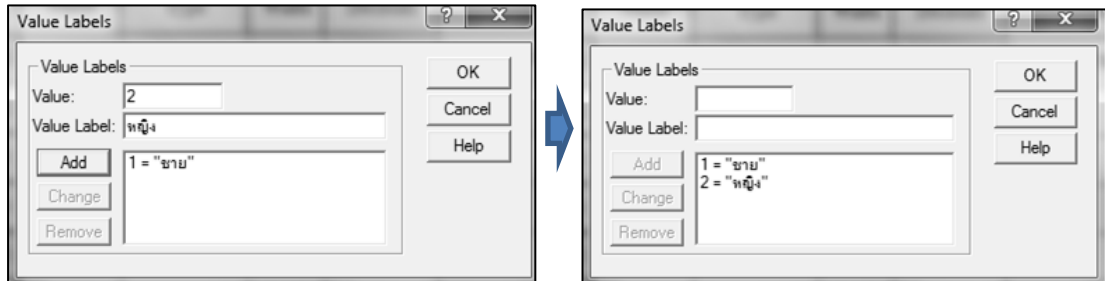 Value Labels
Value Labels
Value: 2
Value Label: หญิง
Add
Change
Remove
1 = "ชาย"
OK
Cancel
Help
Value Labels
Value Labels
Value:
Value Label:
Add
Change
Remove
1 = "ชาย"
2 = "หญิง"
OK
Cancel
Help